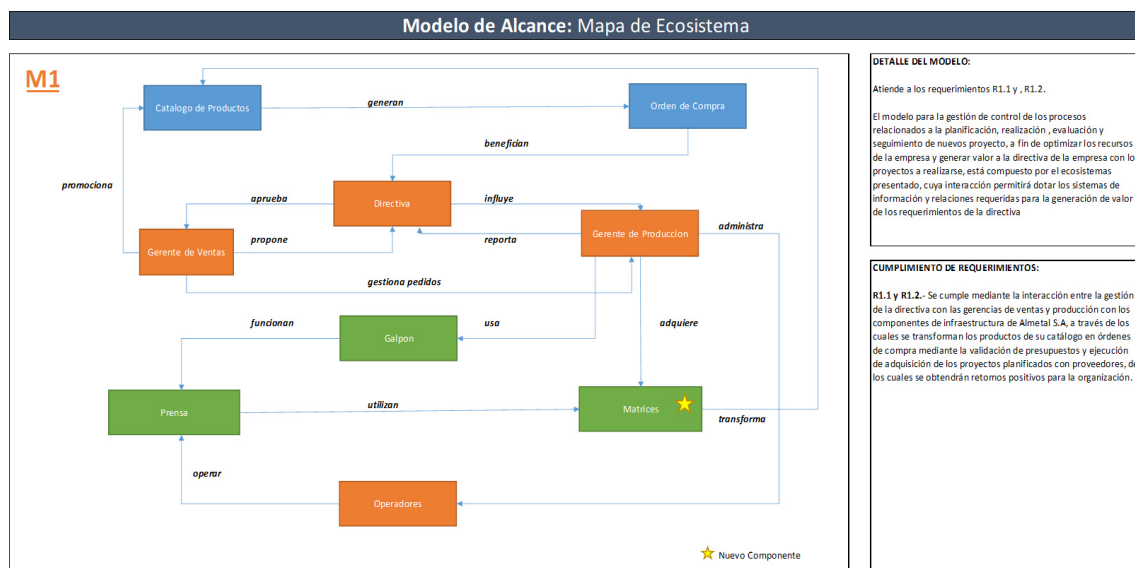 Modelo de Alcance: Mapa de Ecosistema
M1
Catalogo de Productos
generan
Orden de Compra
benefician
promociona
aprueba
Directiva
influye
Gerente de Ventas
propone
reporta
Gerente de Produccion
administra
gestiona pedidos
funcionan
Galpon
usa
adquiere
Prensa
utilizan
Matrices
transforma
operar
Operadores
Nuevo Componente
DETALLE DEL MODELO:
Atiende a los requerimientos R1.1 y , R1.2.
El modelo para la gestión de control de los procesos
relacionados a la planificación, realización , evaluación y
seguimiento de nuevos proyecto, a fin de optimizar los recursos
de la empresa y generar valor a la directiva de la empresa con lo
proyectos a realizarse, está compuesto por el ecosistemas
presentado, cuya interacción permitirá dotar los sistemas de
información y relaciones requeridas para la generación de valor
de los requerimientos de la directiva
CUMPLIMIENTO DE REQUERIMIENTOS:
R1.1 y R1.2.- Se cumple mediante la interacción entre la gestión
de la directiva con las gerencias de ventas y producción con los
componentes de infraestructura de Almetal S.A, a través de los
cuales se transforman los productos de su catálogo en órdenes
de compra mediante la validación de presupuestos y ejecución
de adquisición de los proyectos planificados con proveedores, de
los cuales se obtendrán retornos positivos para la organización.